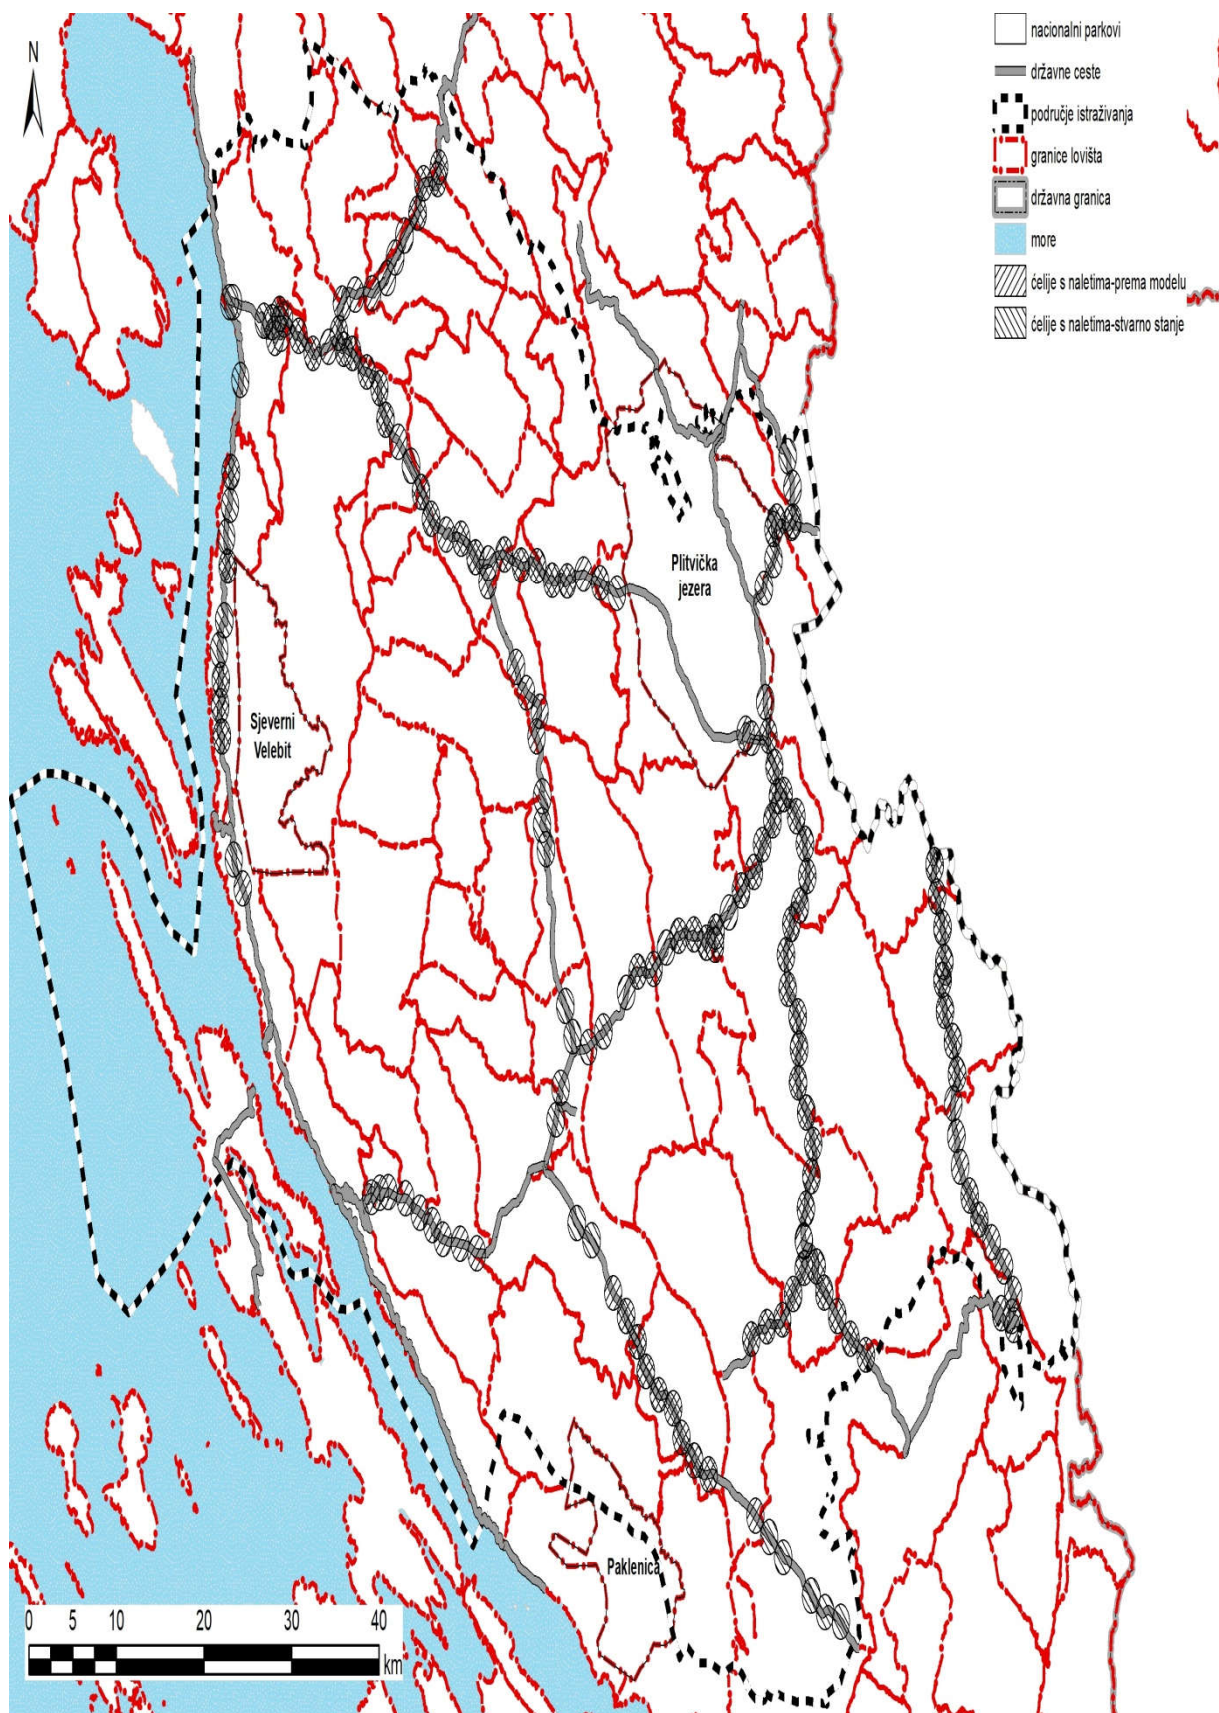 N
nacionalni parkovi
državne ceste
područje istraživanja
granice lovišta
državna granica
more
ćelije s naletima-prema modelu
ćelije s naletima-stvarno stanje
Plitvička
jezera
Sjeverni
Velebit
Paklenica
0 5 10 20 30 40
km